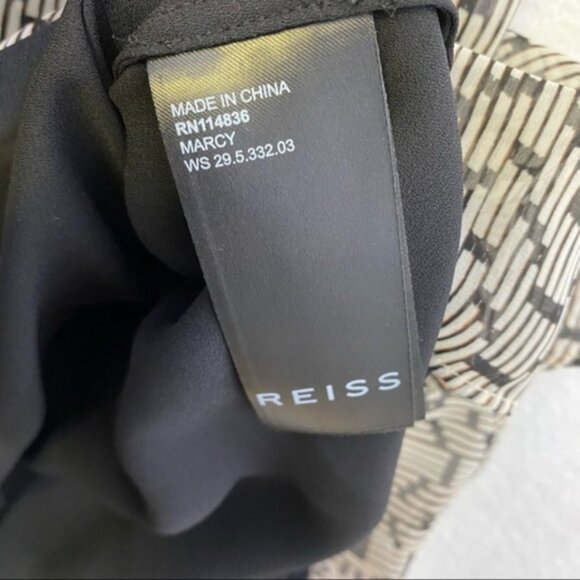 MADE IN CHINA
RN114836
MARCY
WS 29.5.332.03
REISS